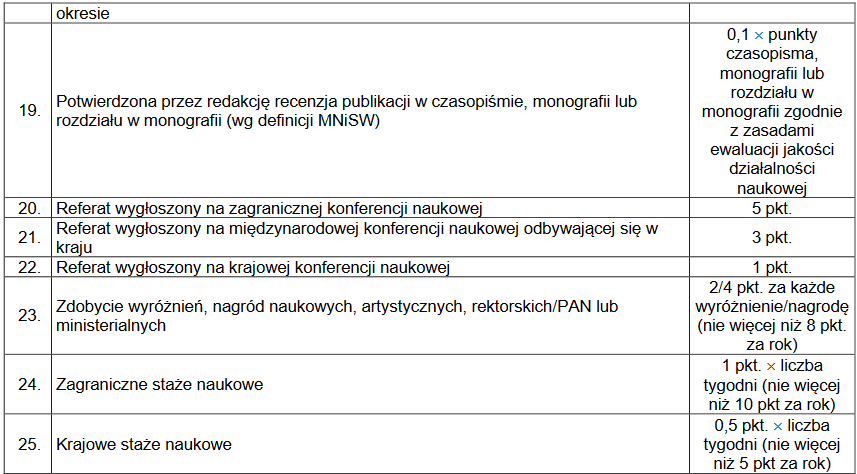 okresie
19.
Potwierdzona przez redakcję recenzja publikacji w czasopiśmie, monografii lub
rozdziału w monografii (wg definicji MNiSW)
0,1 × punkty
czasopisma,
monografii lub
rozdziału w
monografii zgodnie
z zasadami
ewaluacji jakości
działalności
naukowej
20.
Referat wygłoszony na zagranicznej konferencji naukowej
5 pkt.
21.
Referat wygłoszony na międzynarodowej konferencji naukowej odbywającej się w
kraju
3 pkt.
22.
Referat wygłoszony na krajowej konferencji naukowej
1 pkt.
23.
Zdobycie wyróżnień, nagród naukowych, artystycznych, rektorskich/PAN lub
ministerialnych
2/4 pkt. za każde
wyróżnienie/nagrodę
(nie więcej niż 8 pkt.
za rok)
24.
Zagraniczne staże naukowe
1 pkt. × liczba
tygodni (nie więcej
niż 10 pkt za rok)
25.
Krajowe staże naukowe
0,5 pkt. × liczba
tygodni (nie więcej
niż 5 pkt za rok)